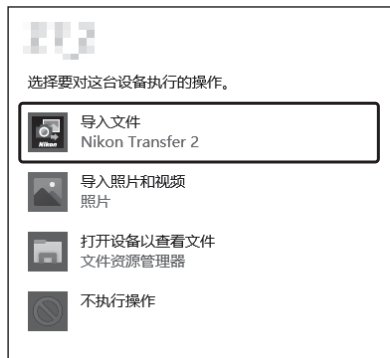 选择要对这台设备执行的操作。
导入文件
Nikon Transfer 2
Nikon
导入照片和视频
照片
打开设备以查看文件
文件资源管理器
不执行操作